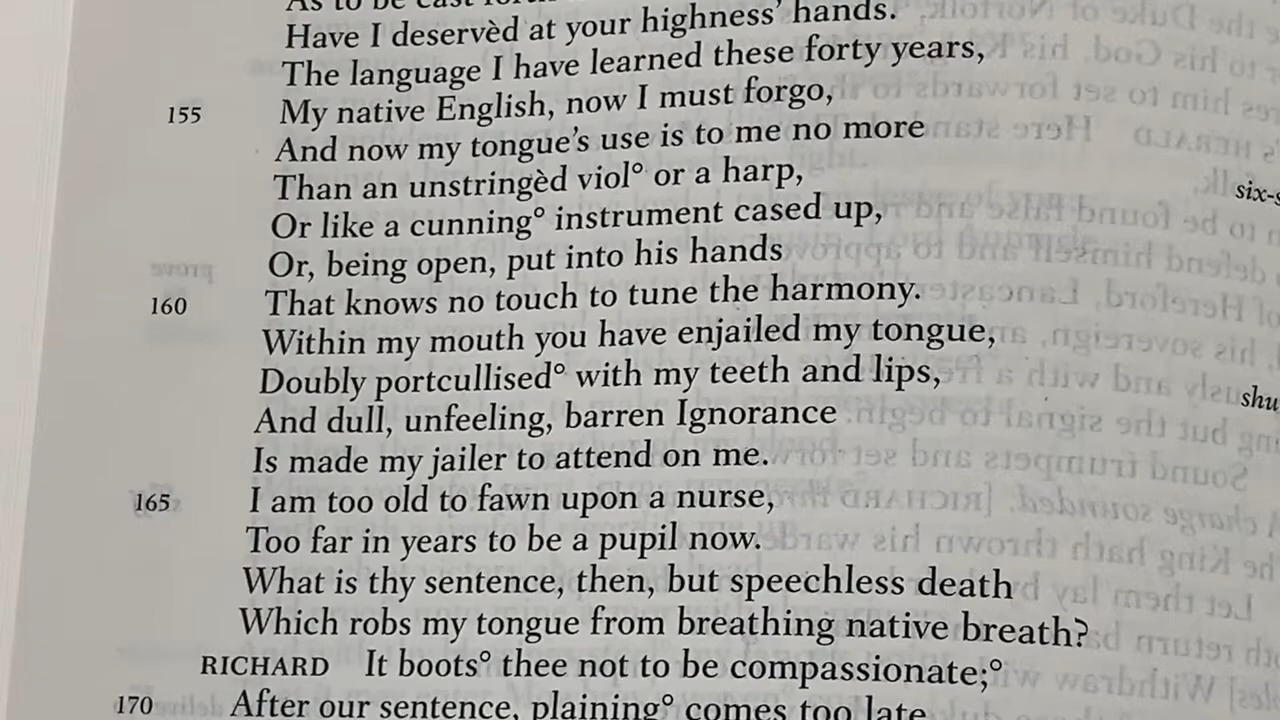 As to be cast
Have I deservèd at your highness' hands.
The language I have learned these forty years,
155 My native English, now I must forgo,
And now my tongue's use is to me no more
Than an unstringèd viol° or a harp,
six-s
Or like a cunning° instrument cased up,
Or, being open, put into his hands
160 That knows no touch to tune the harmony.
Within my mouth you have enjailed my tongue,
Doubly portcullised° with my teeth and lips,
shu
And dull, unfeeling, barren Ignorance
Is made my jailer to attend on me.
165 I am too old to fawn upon a nurse,
Too far in years to be a pupil now.
What is thy sentence, then, but speechless death
Which robs my tongue from breathing native breath?
RICHARD It boots° thee not to be compassionate;°
170 After our sentence, plaining° comes too late.